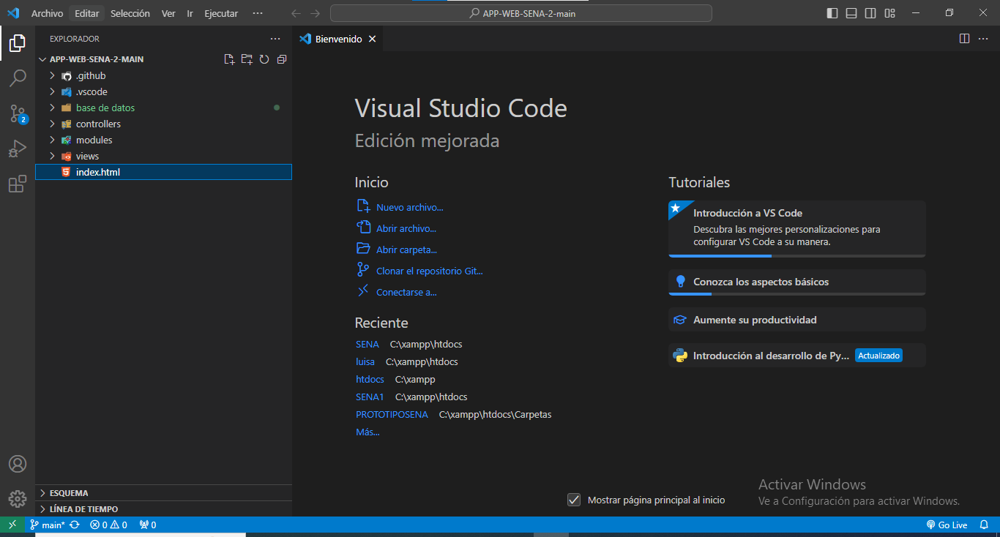 Archivo Editar Selección Ver Ir Ejecutar ··· APP-WEB-SENA-2-main
EXPLORADOR ···
APP-WEB-SENA-2-MAIN
.github
.vscode
base de datos
controllers
modules
views
index.html
ESQUEMA
LÍNEA DE TIEMPO
2
Bienvenido
Visual Studio Code
Edición mejorada
Inicio
Nuevo archivo...
Abrir archivo...
Abrir carpeta...
Clonar el repositorio Git...
Conectarse a...
Reciente
SENA C:\xampp\htdocs
luisa C:\xampp\htdocs
htdocs C:\xampp
SENA1 C:\xampp\htdocs
PROTOTIPOSENA C:\xampp\htdocs\Carpetas
Más...
Tutoriales
Introducción a VS Code
Descubra las mejores personalizaciones para
configurar VS Code a su manera.
Conozca los aspectos básicos
Aumente su productividad
Introducción al desarrollo de Py... Actualizado
Mostrar página principal al inicio
Activar Windows
Ve a Configuración para activar Windows.
main* 0 0 0 Go Live